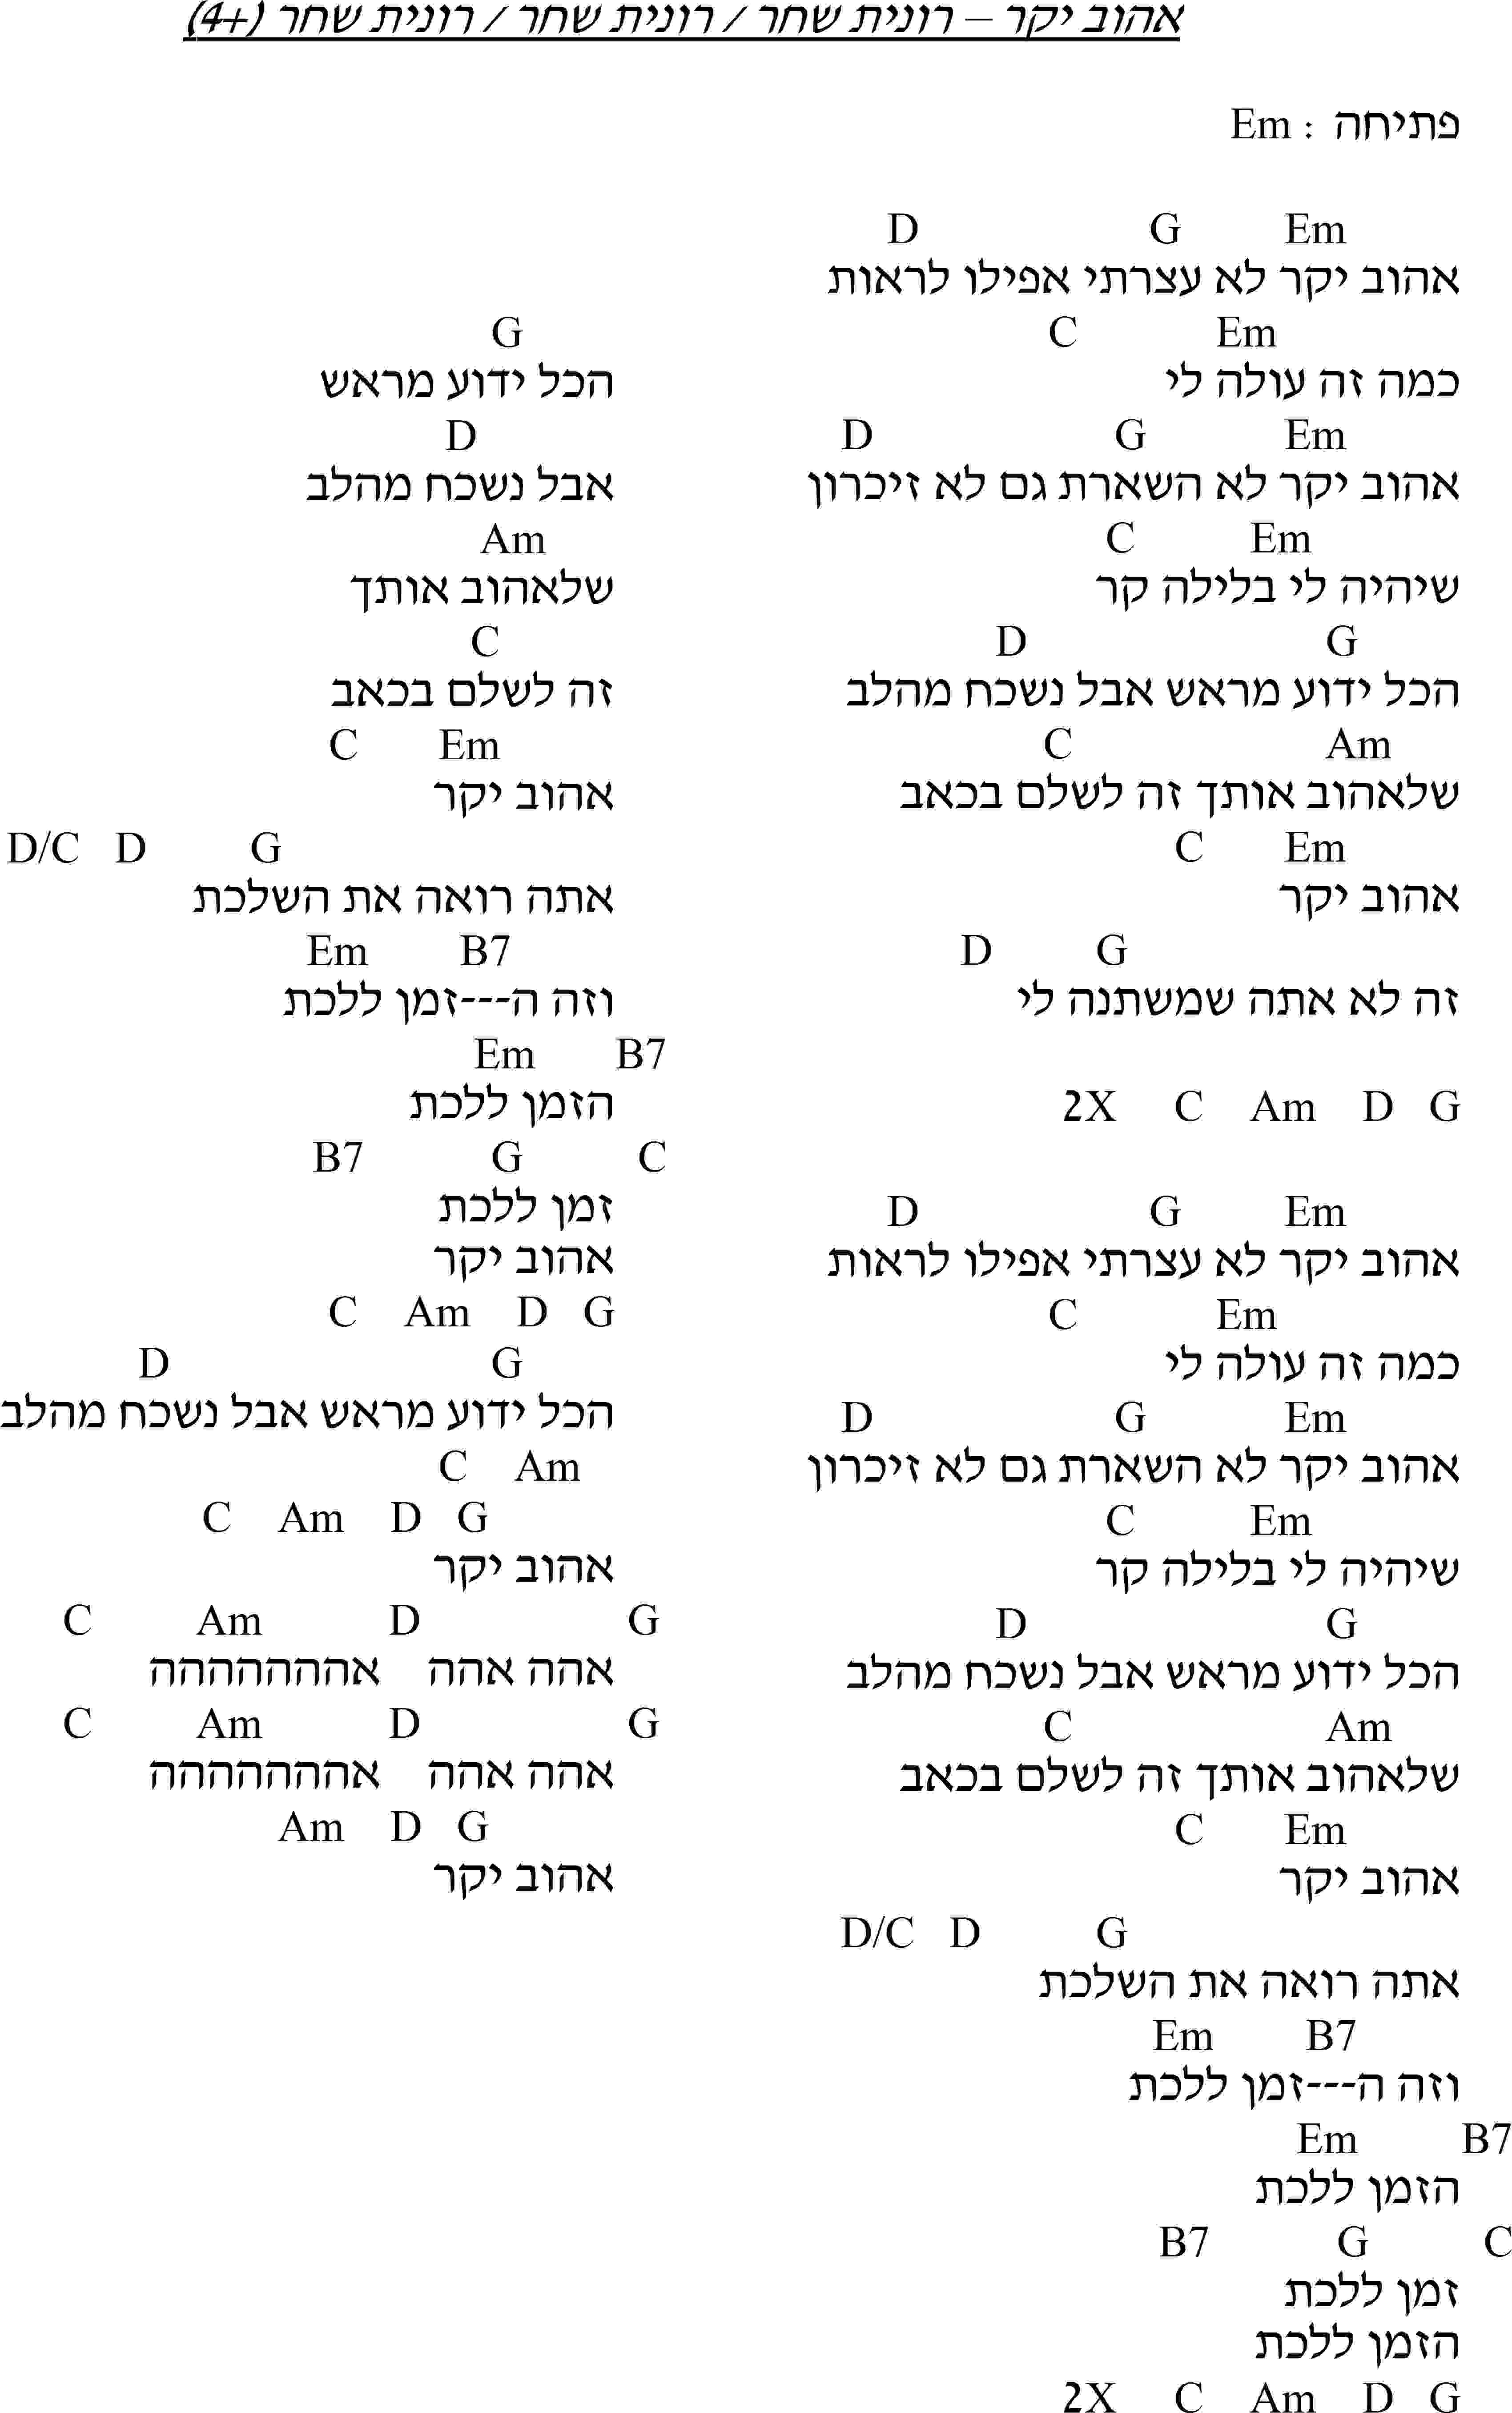 אהוב יקר – רונית שחר / רונית שחר / רונית שחר (+4)
פתיחה : Em
Em G D
אהוב יקר לא עצרתי אפילו לראות
Em C
כמה זה עולה לי
Em G D
אהוב יקר לא השארת גם לא זיכרון
Em C
שיהיה לי בלילה קר
G D
הכל ידוע מראש אבל נשכח מהלב
Am C
שלאהוב אותך זה לשלם בכאב
Em C
אהוב יקר
G D
זה לא אתה שמשתנה לי
G D Am C 2X
Em G D
אהוב יקר לא עצרתי אפילו לראות
Em C
כמה זה עולה לי
Em G D
אהוב יקר לא השארת גם לא זיכרון
Em C
שיהיה לי בלילה קר
G D
הכל ידוע מראש אבל נשכח מהלב
Am C
שלאהוב אותך זה לשלם בכאב
Em C
אהוב יקר
G D D/C
אתה רואה את השלכת
B7 Em
וזה ה---זמן ללכת
B7 Em
הזמן ללכת
C G B7
זמן ללכת
הזמן ללכת
G D Am C 2X
G
הכל ידוע מראש
D
אבל נשכח מהלב
Am
שלאהוב אותך
C
זה לשלם בכאב
Em C
אהוב יקר
G D D/C
אתה רואה את השלכת
B7 Em
וזה ה---זמן ללכת
B7 Em
הזמן ללכת
C G B7
זמן ללכת
אהוב יקר
G D Am C
G D
הכל ידוע מראש אבל נשכח מהלב
Am C
G D Am C
אהוב יקר
G D Am C
אהה אהה אההההההה
G D Am C
אהה אהה אההההההה
G D Am
אהוב יקר